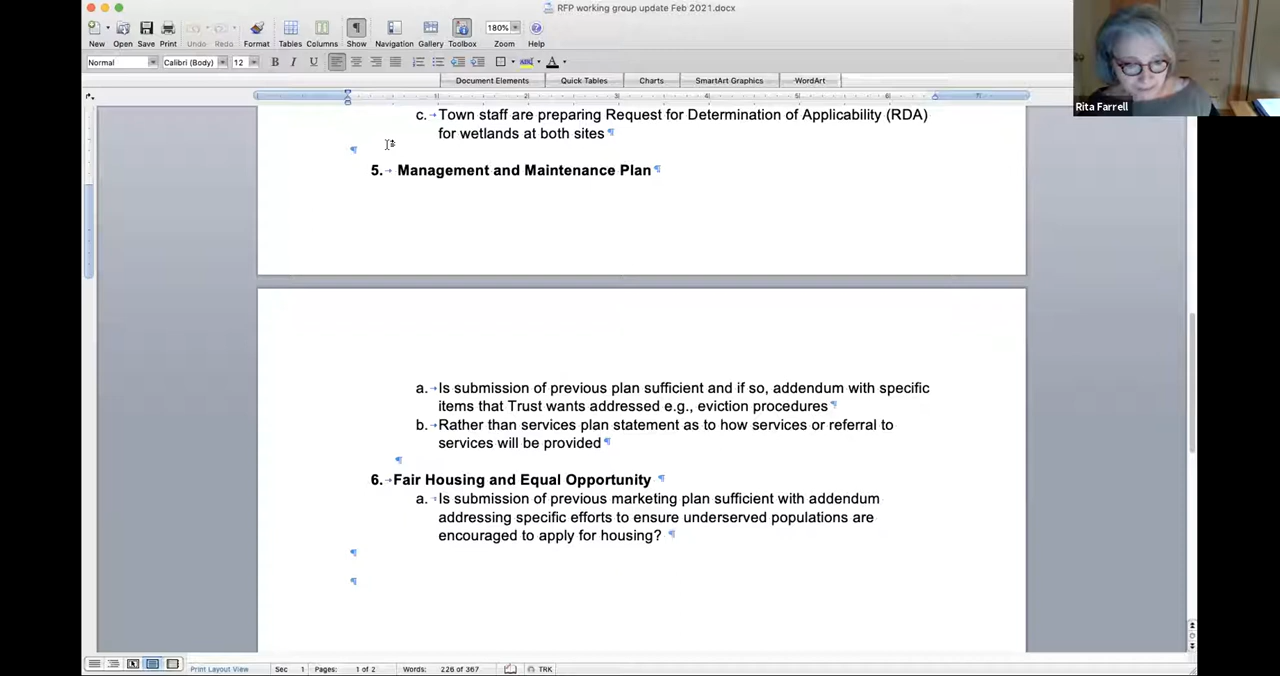 RFP working group update Feb 2021.docx
New Open Save Print Undo Redo Format Tables Columns Show Navigation Gallery Toolbox Zoom Help
180%
Normal Calibri (Body) 12 B I U ABC A
Document Elements Quick Tables Charts SmartArt Graphics WordArt
Rita Farrell
c. Town staff are preparing Request for Determination of Applicability (RDA)
for wetlands at both sites
5. Management and Maintenance Plan
a. Is submission of previous plan sufficient and if so, addendum with specific
items that Trust wants addressed e.g., eviction procedures
b. Rather than services plan statement as to how services or referral to
services will be provided
6. Fair Housing and Equal Opportunity
a. Is submission of previous marketing plan sufficient with addendum
addressing specific efforts to ensure underserved populations are
encouraged to apply for housing?
Print Layout View Sec 1 Pages: 1 of 2 Words: 226 of 367 TRK